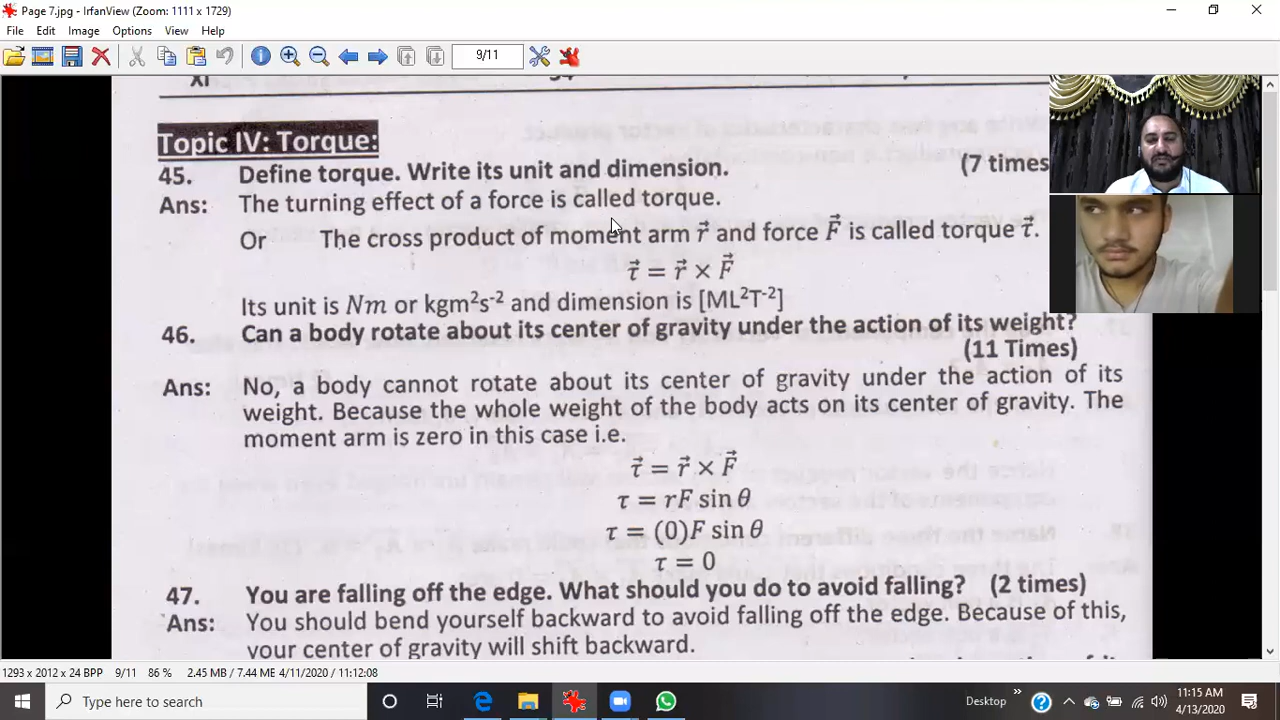 Page 7.jpg - IrfanView (Zoom: 1111 x 1729)
File Edit Image Options View Help
9/11
XI
Topic IV: Torque:
45. Define torque. Write its unit and dimension. (7 times
Ans: The turning effect of a force is called torque.
Or The cross product of moment arm r⃗ and force F⃗ is called torque τ⃗.
τ⃗ = r⃗ × F⃗
Its unit is Nm or kgm²s⁻² and dimension is [ML²T⁻²]
46. Can a body rotate about its center of gravity under the action of its weight?
(11 Times)
Ans: No, a body cannot rotate about its center of gravity under the action of its
weight. Because the whole weight of the body acts on its center of gravity. The
moment arm is zero in this case i.e.
τ⃗ = r⃗ × F⃗
τ = rF sin θ
τ = (0)F sin θ
τ = 0
47. You are falling off the edge. What should you do to avoid falling? (2 times)
Ans: You should bend yourself backward to avoid falling off the edge. Because of this,
your center of gravity will shift backward.
1293 x 2012 x 24 BPP 9/11 86 % 2.45 MB / 7.44 MB 4/11/2020 / 11:12:08
Type here to search
Desktop
11:15 AM
4/13/2020